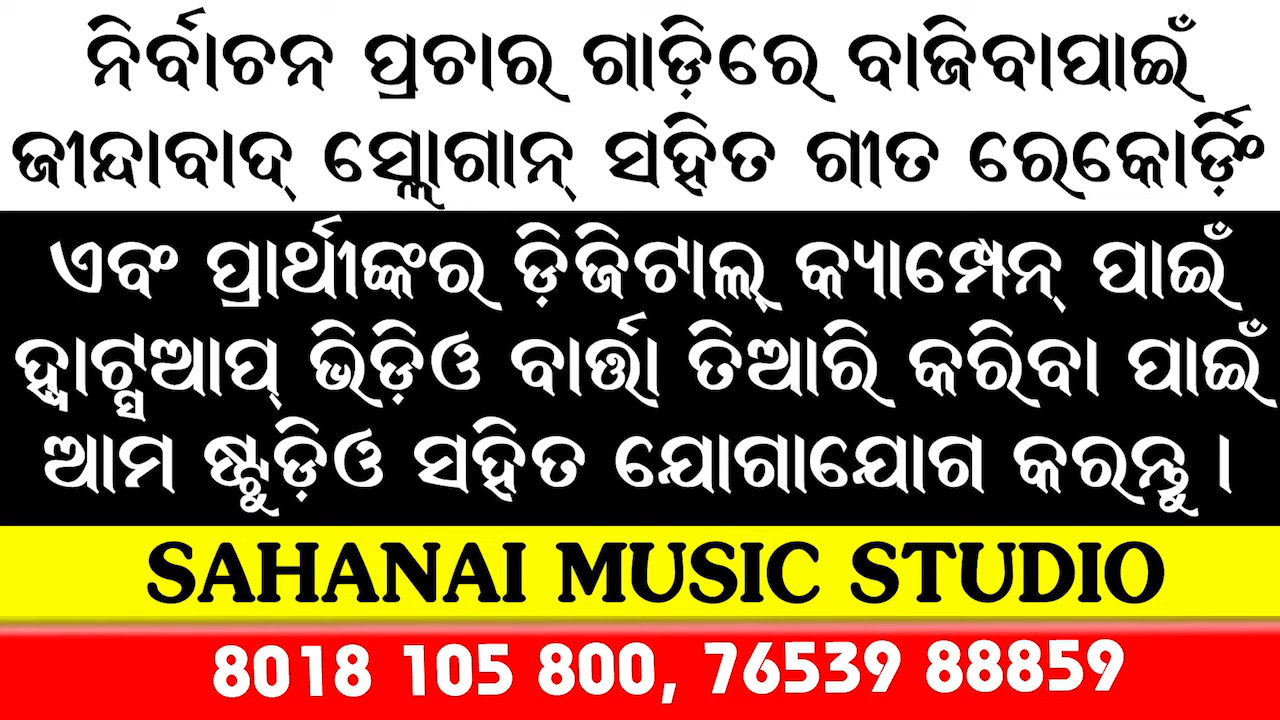 ନିର୍ବାଚନ ପ୍ରଚାର ଗାଡ଼ିରେ ବାଜିବାପାଇଁ
ଜୀନ୍ଦାବାଦ୍ ସ୍ଲୋଗାନ୍ ସହିତ ଗୀତ ରେକୋର୍ଡ଼ିଂ
ଏବଂ ପ୍ରାର୍ଥୀଙ୍କର ଡ଼ିଜିଟାଲ୍ କ୍ୟାମ୍ପେନ୍ ପାଇଁ
ହ୍ୱାଟ୍ସଆପ୍ ଭିଡ଼ିଓ ବାର୍ତ୍ତା ତିଆରି କରିବା ପାଇଁ
ଆମ ଷ୍ଟୁଡ଼ିଓ ସହିତ ଯୋଗାଯୋଗ କରନ୍ତୁ ।
SAHANAI MUSIC STUDIO
8018 105 800, 76539 88859